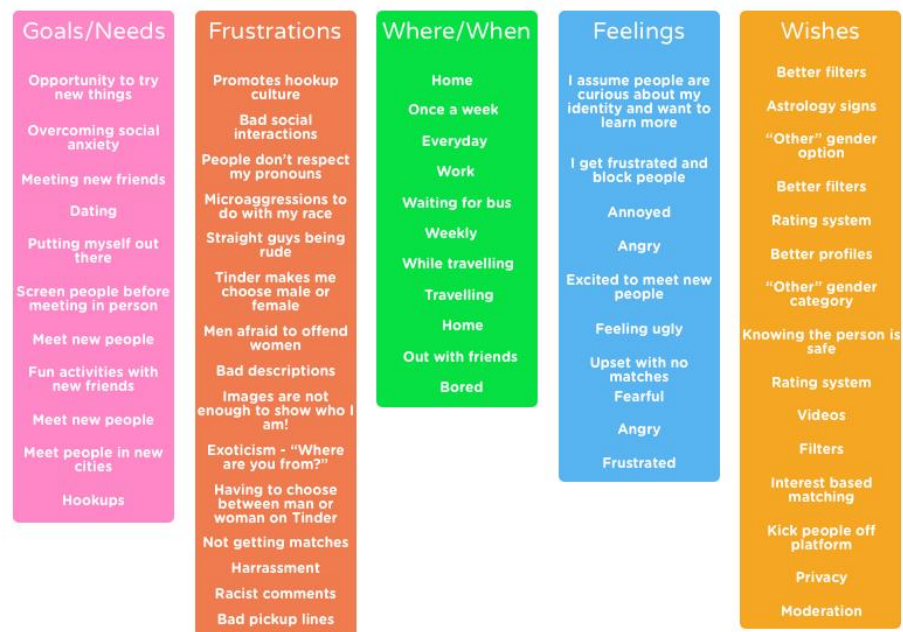 Goals/Needs
Opportunity to try
new things
Overcoming social
anxiety
Meeting new friends
Dating
Putting myself out
there
Screen people before
meeting in person
Meet new people
Fun activities with
new friends
Meet new people
Meet people in new
cities
Hookups
Frustrations
Promotes hookup
culture
Bad social
interactions
People don't respect
my pronouns
Microaggressions to
do with my race
Straight guys being
rude
Tinder makes me
choose male or
female
Men afraid to offend
women
Bad descriptions
Images are not
enough to show who I
am!
Exoticism - “Where
are you from?”
Having to choose
between man or
woman on Tinder
Not getting matches
Harrassment
Racist comments
Bad pickup lines
Where/When
Home
Once a week
Everyday
Work
Waiting for bus
Weekly
While travelling
Travelling
Home
Out with friends
Bored
Feelings
I assume people are
curious about my
identity and want to
learn more
I get frustrated and
block people
Annoyed
Angry
Excited to meet new
people
Feeling ugly
Upset with no
matches
Fearful
Angry
Frustrated
Wishes
Better filters
Astrology signs
“Other” gender
option
Better filters
Rating system
Better profiles
“Other” gender
category
Knowing the person is
safe
Rating system
Videos
Filters
Interest based
matching
Kick people off
platform
Privacy
Moderation